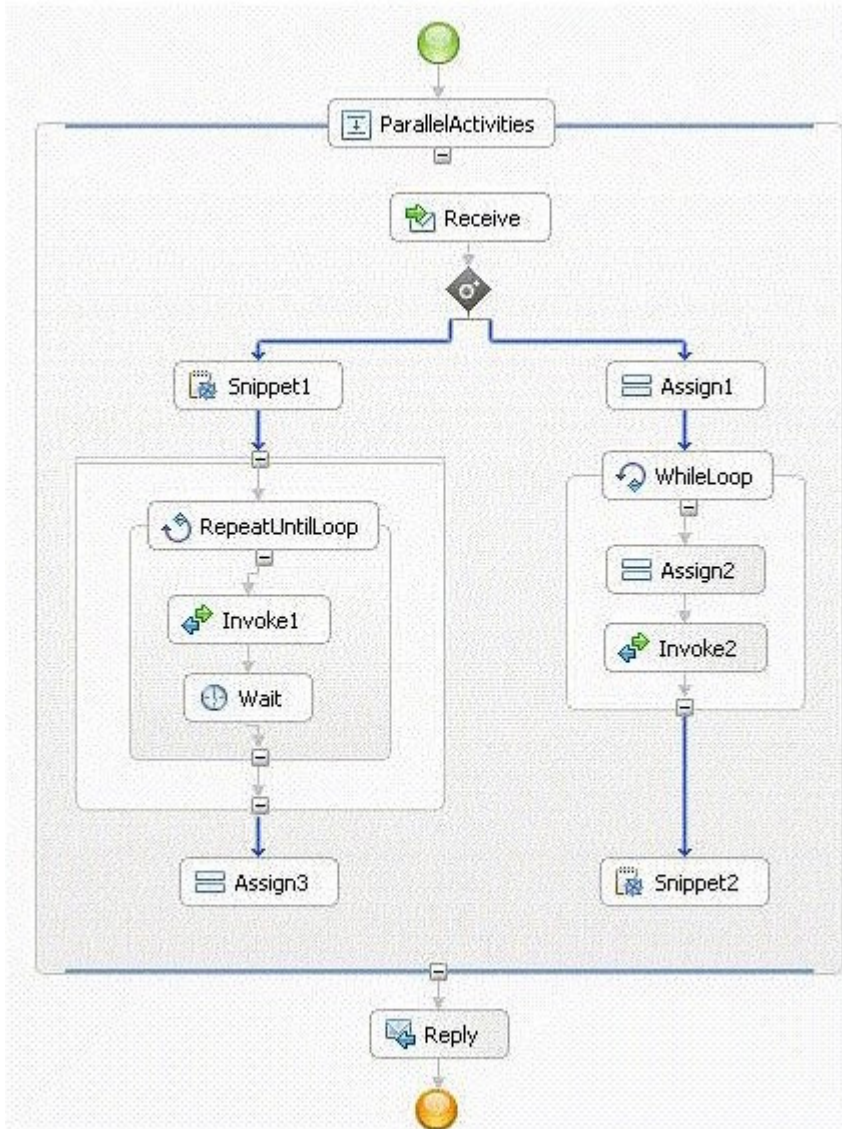 ParallelActivities
Receive
Snippet1
Assign1
RepeatUntilLoop
WhileLoop
Invoke1
Assign2
Wait
Invoke2
Assign3
Snippet2
Reply